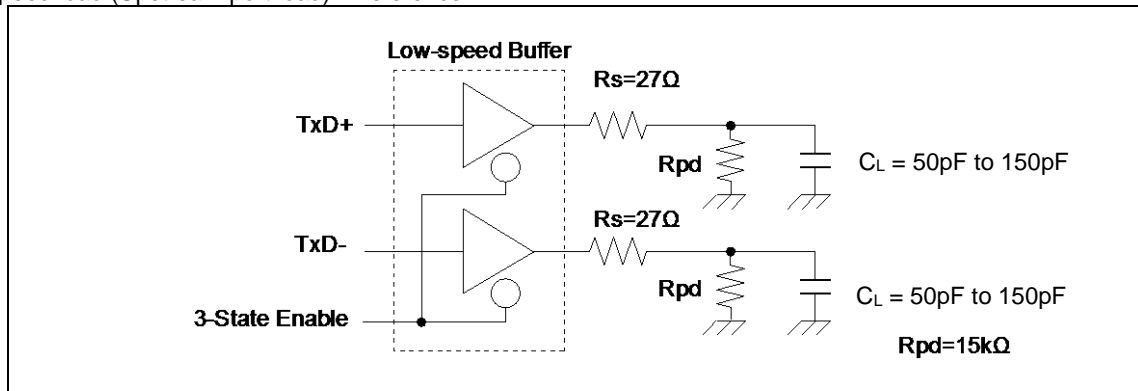 Low-speed Buffer
Rs=27Ω
TxD+
Rpd
CL = 50pF to 150pF
Rs=27Ω
TxD-
Rpd
CL = 50pF to 150pF
3-State Enable
Rpd=15kΩ